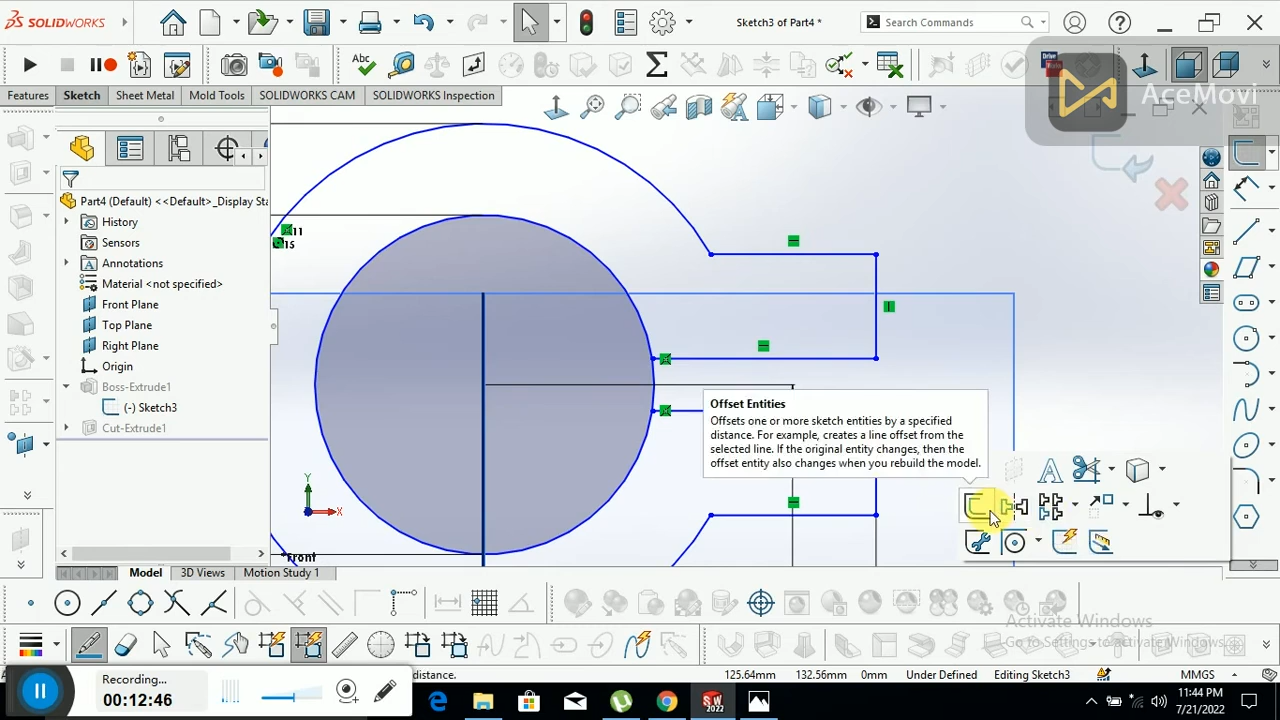 SOLIDWORKS
Sketch3 of Part4 *
Search Commands
Abc
Features
Sketch
Sheet Metal
Mold Tools
SOLIDWORKS CAM
SOLIDWORKS Inspection
AceMovi
Part4 (Default) <<Default>_Display Sta
History
Sensors
Annotations
Material <not specified>
Front Plane
Top Plane
Right Plane
Origin
Boss-Extrude1
(-) Sketch3
Cut-Extrude1
11
15
Y
X
*Front
Offset Entities
Offsets one or more sketch entities by a specified
distance. For example, creates a line offset from the
selected line. If the original entity changes, then the
offset entity also changes when you rebuild the model.
Model
3D Views
Motion Study 1
Activate Windows
Go to Settings to activate Windows.
distance.
125.64mm
132.56mm
0mm
Under Defined
Editing Sketch3
MMGS
Recording...
00:12:46
SW
2022
11:44 PM
7/21/2022